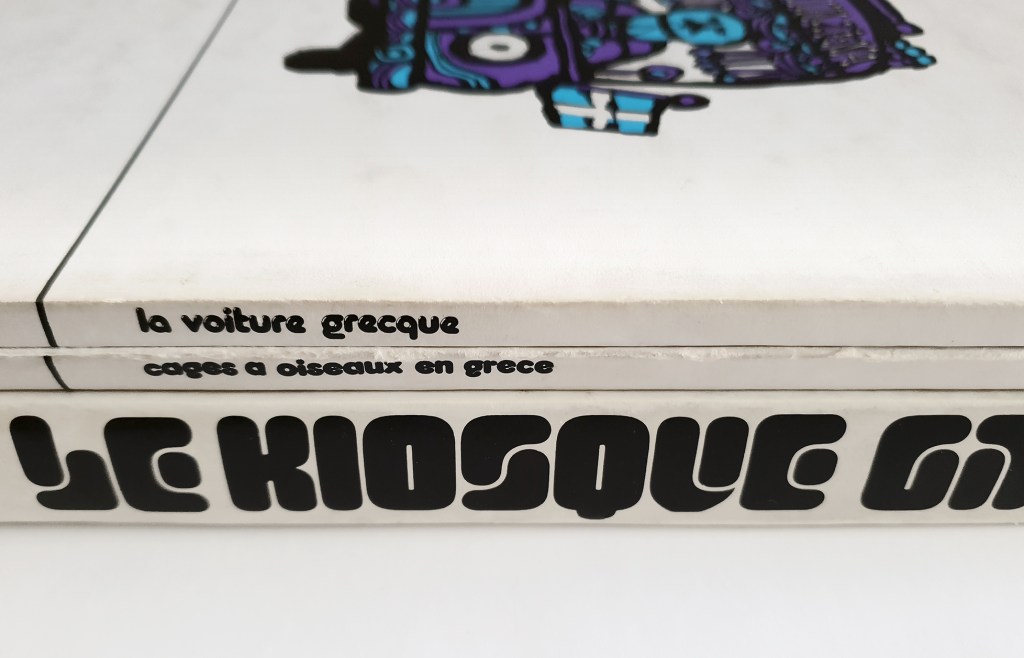 la voiture grecque
cages a oiseaux en grece
LE KIOSQUE